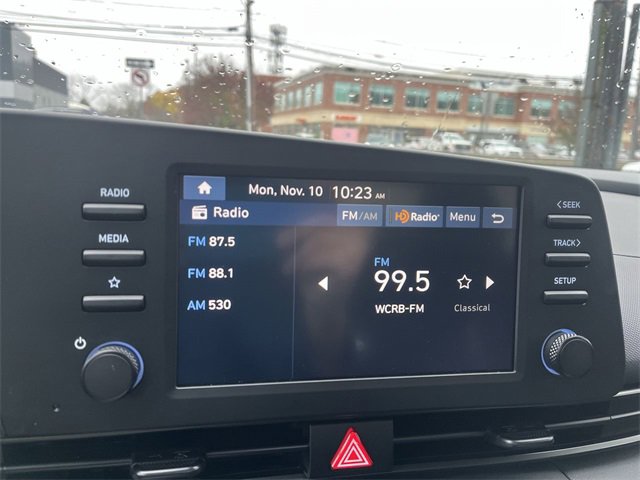 Mon, Nov. 10 10:23 AM
RADIO
Radio
FM/AM
HD Radio
Menu
<SEEK
MEDIA
FM 87.5
TRACK>
FM 88.1
FM
99.5
SETUP
AM 530
WCRB-FM
Classical